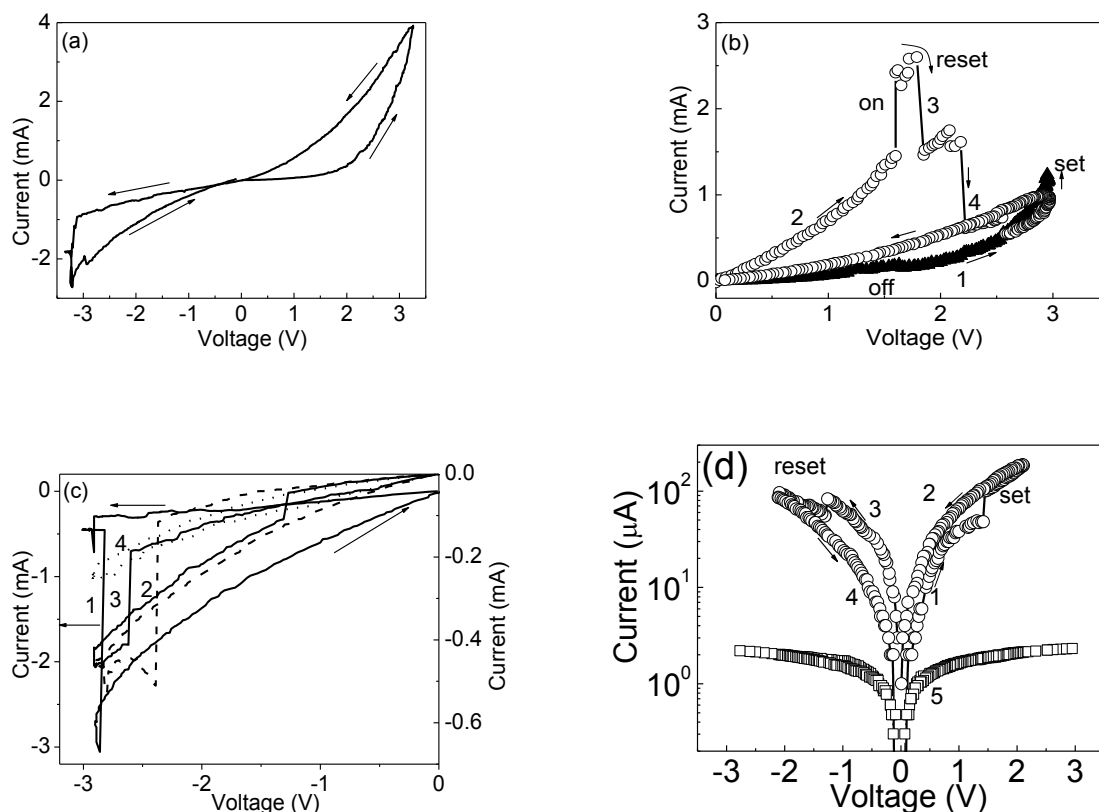 (a)
4
2
0
-2
Current (mA)
-3 -2 -1 0 1 2 3
Voltage (V)
(b)
3
2
1
0
Current (mA)
on
reset
3
set
2
4
off
1
0 1 2 3
Voltage (V)
(c)
0
-1
-2
-3
Current (mA)
4
1
3
2
0.0
-0.2
-0.4
-0.6
Current (mA)
-3 -2 -1 0
Voltage (V)
(d)
10²
10¹
10⁰
Current (μA)
reset
2
set
3
1
4
5
-3 -2 -1 0 1 2 3
Voltage (V)